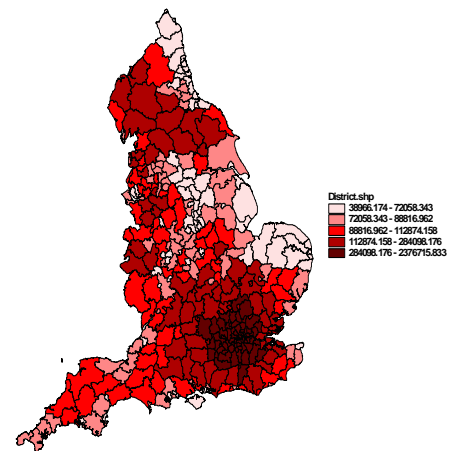 District.shp
38966.174 - 72058.343
72058.343 - 88816.962
88816.962 - 112874.158
112874.158 - 284098.176
284098.176 - 2376715.833